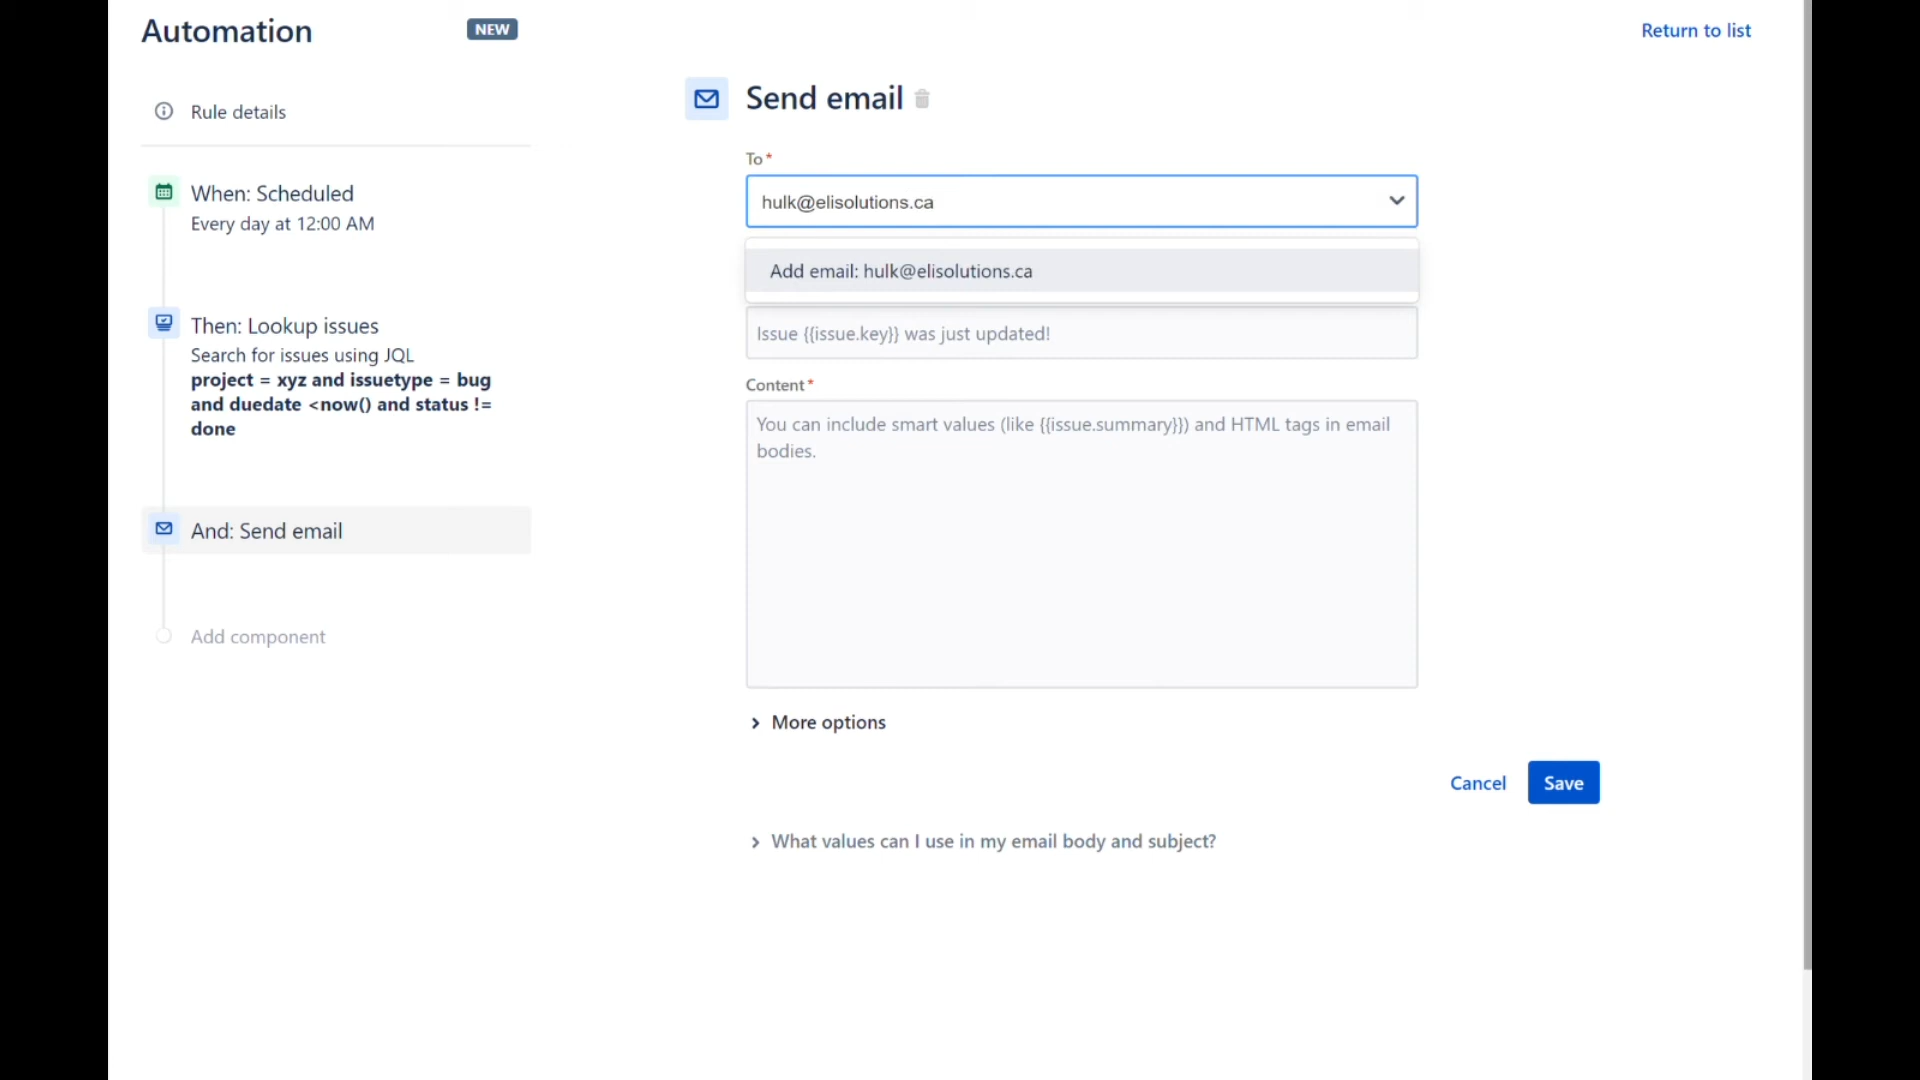 Automation
NEW
Return to list
Rule details
When: Scheduled
Every day at 12:00 AM
Then: Lookup issues
Search for issues using JQL
project = xyz and issuetype = bug
and duedate <now() and status !=
done
And: Send email
Add component
Send email
To*
hulk@elisolutions.ca
Add email: hulk@elisolutions.ca
Issue {{issue.key}} was just updated!
Content*
You can include smart values (like {{issue.summary}}) and HTML tags in email
bodies.
More options
Cancel
Save
What values can I use in my email body and subject?